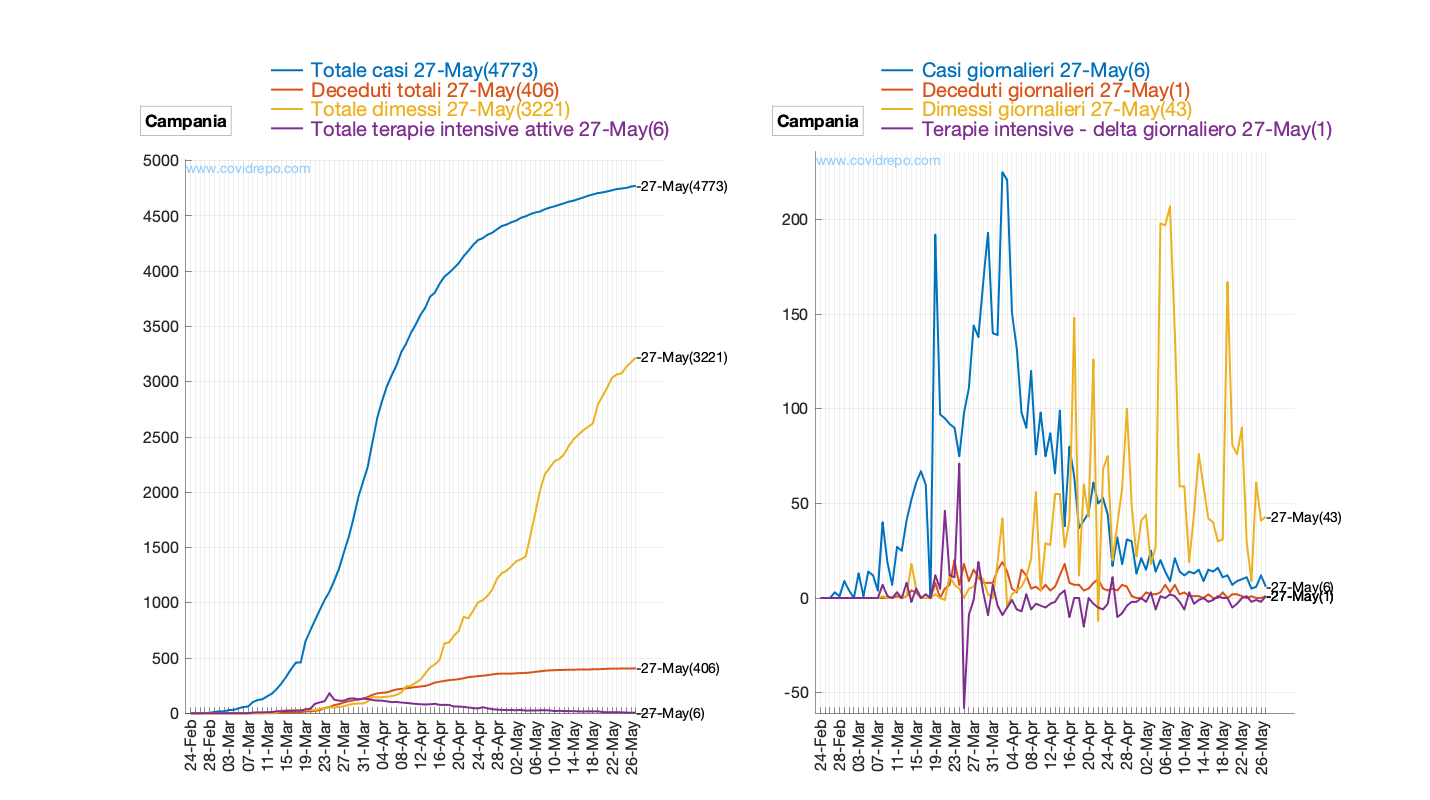 Totale casi 27-May(4773)
Deceduti totali 27-May(406)
Totale dimessi 27-May(3221)
Totale terapie intensive attive 27-May(6)
Campania
www.covidrepo.com
5000
4500
4000
3500
3000
2500
2000
1500
1000
500
0
-27-May(4773)
-27-May(3221)
-27-May(406)
-27-May(6)
24-Feb
28-Feb
03-Mar
07-Mar
11-Mar
15-Mar
19-Mar
23-Mar
27-Mar
31-Mar
04-Apr
08-Apr
12-Apr
16-Apr
20-Apr
24-Apr
28-Apr
02-May
06-May
10-May
14-May
18-May
22-May
26-May
Casi giornalieri 27-May(6)
Deceduti giornalieri 27-May(1)
Dimessi giornalieri 27-May(43)
Terapie intensive - delta giornaliero 27-May(1)
Campania
www.covidrepo.com
200
150
100
50
0
-50
-27-May(43)
-27-May(6)
-27-May(1)
24-Feb
28-Feb
03-Mar
07-Mar
11-Mar
15-Mar
19-Mar
23-Mar
27-Mar
31-Mar
04-Apr
08-Apr
12-Apr
16-Apr
20-Apr
24-Apr
28-Apr
02-May
06-May
10-May
14-May
18-May
22-May
26-May